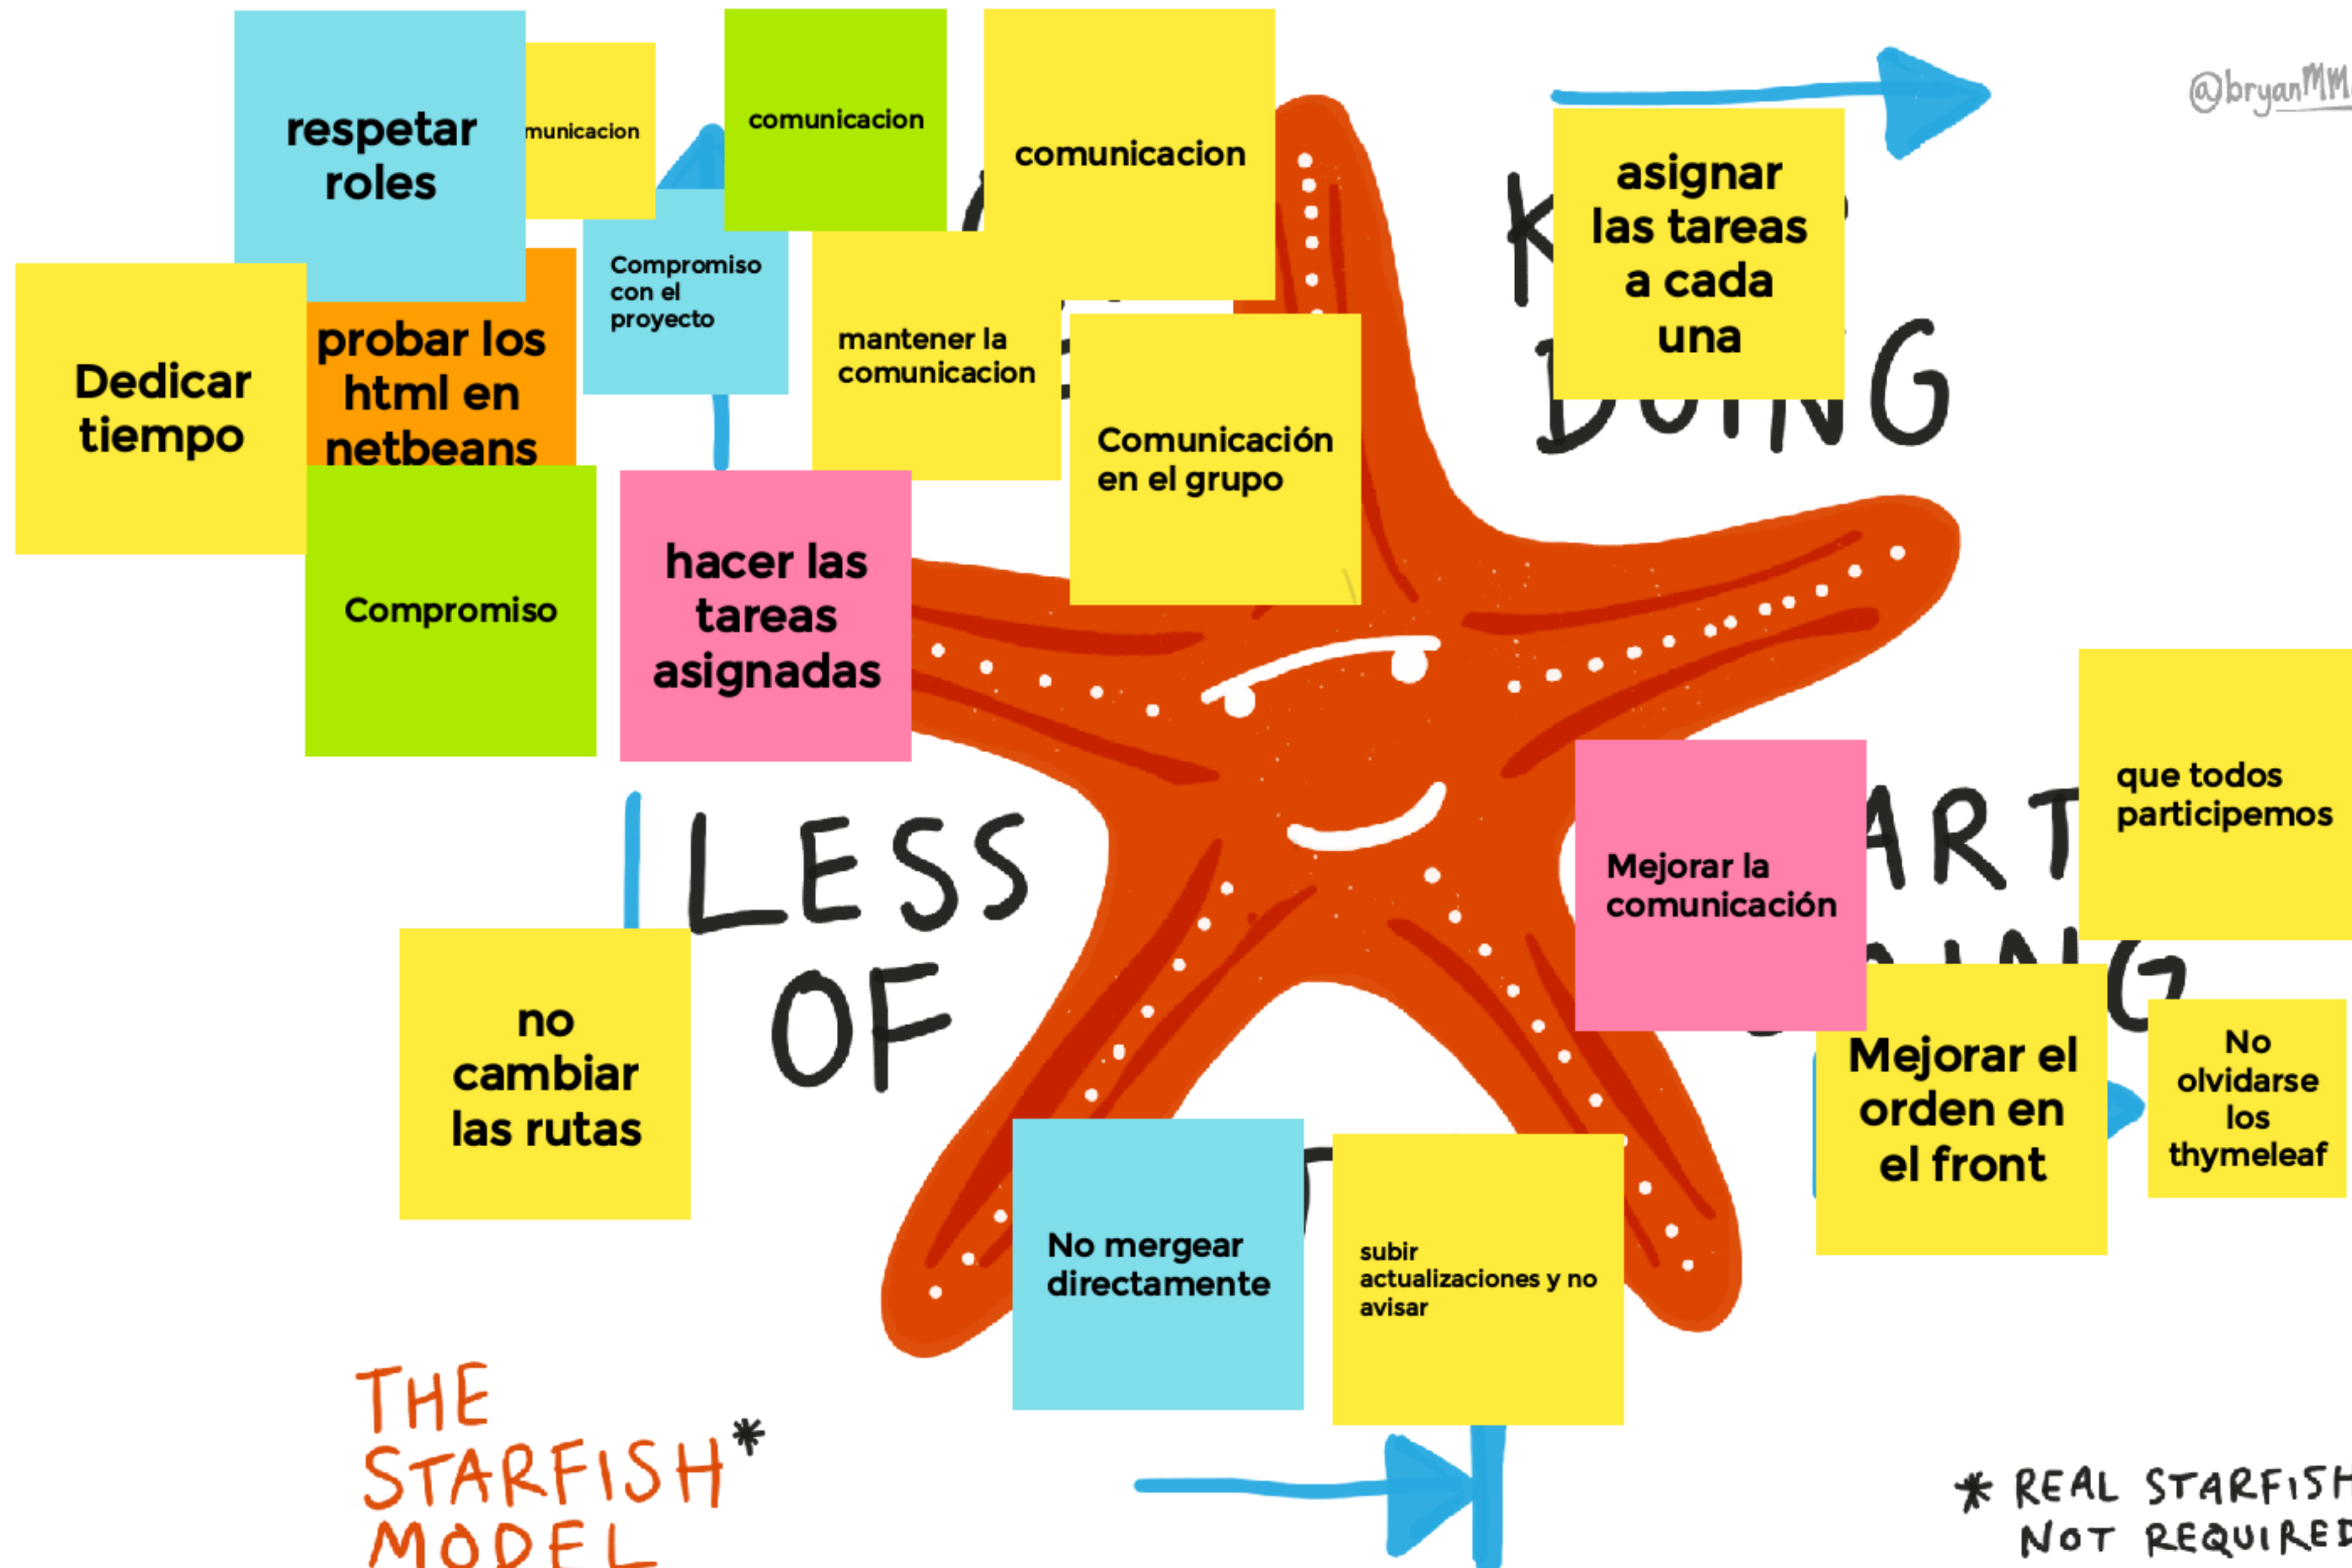 respetar
roles
municacion
comunicacion
comunicacion
@bryanMM
asignar
las tareas
a cada
una
Compromiso
con el
proyecto
mantener la
comunicacion
Dedicar
tiempo
probar los
html en
netbeans
Comunicación
en el grupo
DOING
Compromiso
hacer las
tareas
asignadas
LESS
OF
no
cambiar
las rutas
Mejorar la
comunicación
ART
ING
que todos
participemos
Mejorar el
orden en
el front
No
olvidarse
los
thymeleaf
No mergear
directamente
subir
actualizaciones y no
avisar
THE
STARFISH*
MODEL
* REAL STARFISH
NOT REQUIRED